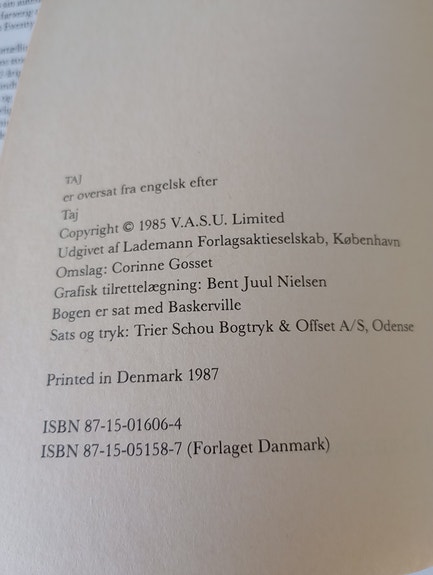 TAJ
er oversat fra engelsk efter
Taj
Copyright © 1985 V.A.S.U. Limited
Udgivet af Lademann Forlagsaktieselskab, København
Omslag: Corinne Gosset
Grafisk tilrettelægning: Bent Juul Nielsen
Bogen er sat med Baskerville
Sats og tryk: Trier Schou Bogtryk & Offset A/S, Odense
Printed in Denmark 1987
ISBN 87-15-01606-4
ISBN 87-15-05158-7 (Forlaget Danmark)